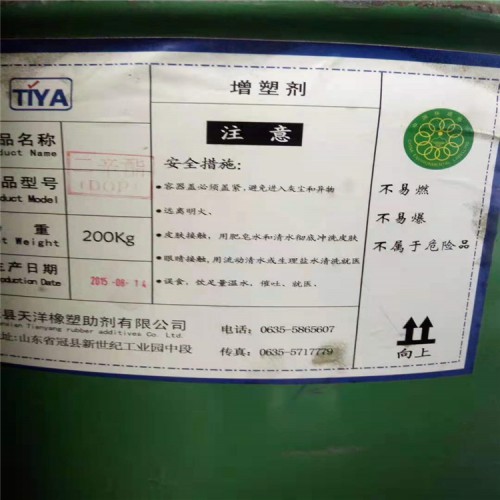 TIYA
品名称
duct Name
品型号
duct Model
重
et Weight
200Kg
生产日期
roduction Date
2015-08-14
增塑剂
注 意
安全措施：
容器盖必须盖紧，避免进入灰尘和异物
远离明火。
皮肤接触，用肥皂水和清水彻底冲洗皮肤
眼睛接触，用流动清水或生理盐水清洗就医
误食，饮足量温水，催吐、就医。
不易燃
不易爆
不属于危险品
向上
县天洋橡塑助剂有限公司
Tianyang rubber additives Co. Ltd.
址：山东省冠县新世纪工业园中段
电话：0635-5865607
传真：0635-5717779